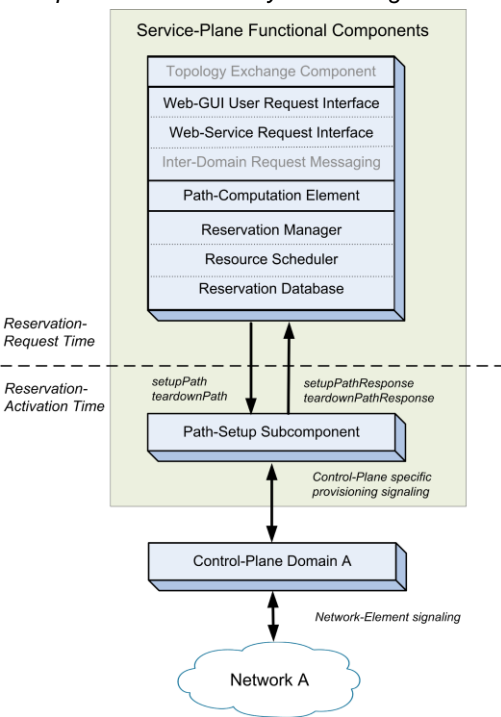 Service-Plane Functional Components
Topology Exchange Component
Web-GUI User Request Interface
Web-Service Request Interface
Inter-Domain Request Messaging
Path-Computation Element
Reservation Manager
Resource Scheduler
Reservation Database
Reservation-
Request Time
Reservation-
Activation Time
setupPath
teardownPath
setupPathResponse
teardownPathResponse
Path-Setup Subcomponent
Control-Plane specific
provisioning signaling
Control-Plane Domain A
Network-Element signaling
Network A